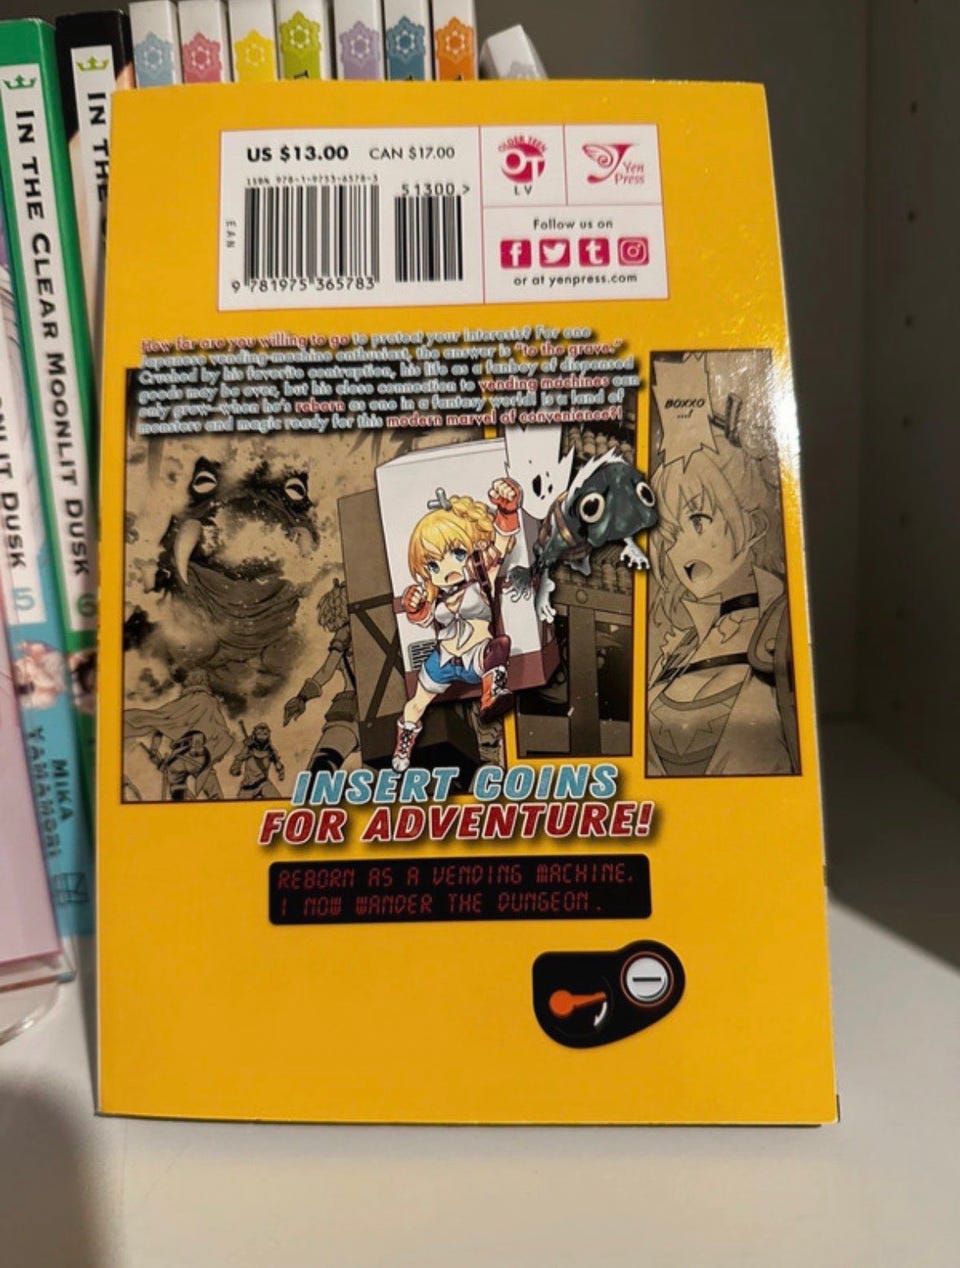 IN THE CLEAR MOONLIT DUSK
5
MIKA YAMAMORI
IN THE
DUSK
6
LIT DUSK
US $13.00 CAN $17.00
ISBN 978-1-9753-6578-3
51300 >
EAN
9 781975 365783
OLDER TEEN
OT
L V
Yen Press
Follow us on
f t
or at yenpress.com
How far are you willing to go to protect your interests? For one
Japanese vending-machine enthusiast, the answer is "to the grave."
Crushed by his favorite contraption, his life as a fanboy of dispensed
goods may be over, but his close connection to vending machines can
only grow—when he's reborn as one in a fantasy world! Is a land of
monsters and magic ready for this modern marvel of convenience?!
BOXXO
...!
INSERT COINS
FOR ADVENTURE!
REBORN AS A VENDING MACHINE,
I NOW WANDER THE DUNGEON.